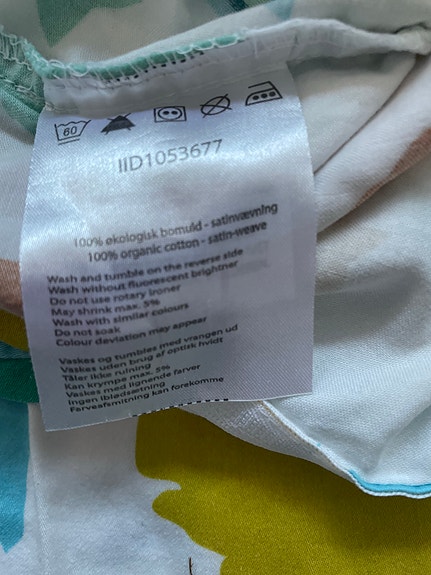 60
IID1053677
100% økologisk bomuld - satinvævning
100% organic cotton - satin-weave
Wash and tumble on the reverse side
Wash without fluorescent brightner
Do not use rotary ironer
May shrink max. 5%
Wash with similar colours
Do not soak
Colour deviation may appear
Vaskes og tumbles med vrangen ud
Vaskes uden brug af optisk hvidt
Tåler ikke rulning
Kan krympe max. 5%
Vaskes med lignende farver
Ingen iblødsætning
Farveafsmitning kan forekomme